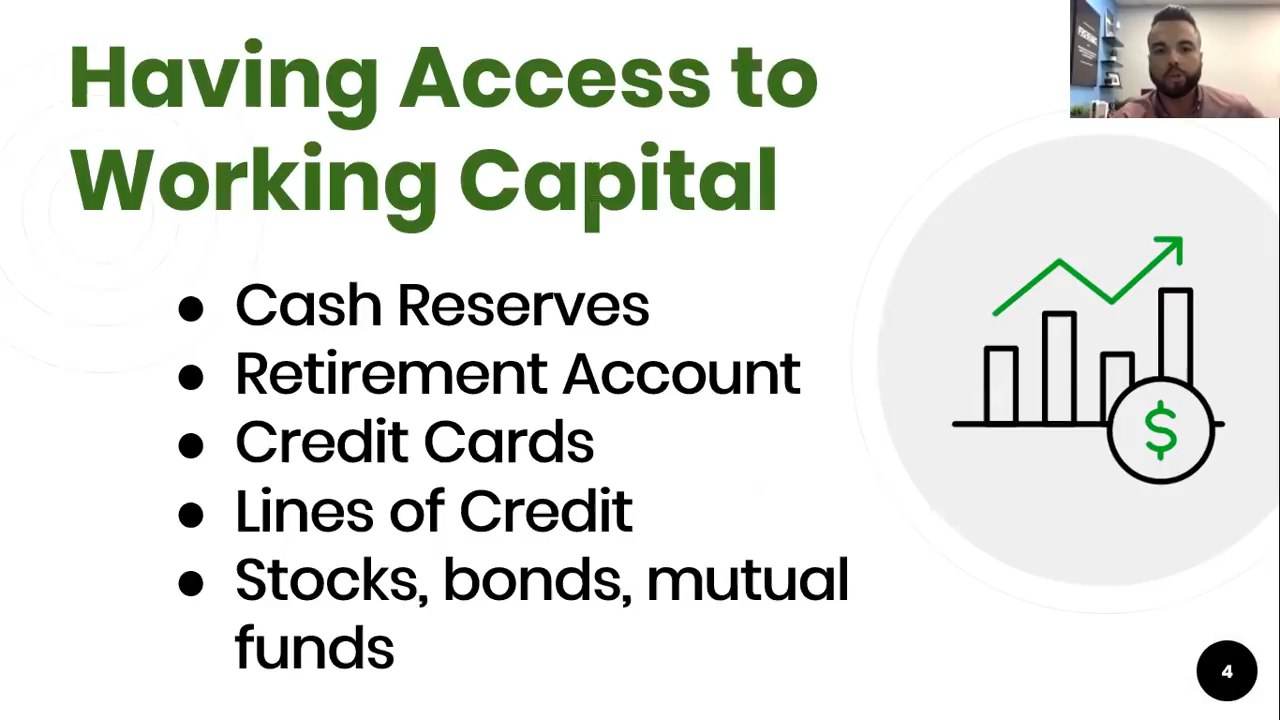 Having Access to
Working Capital
● Cash Reserves
● Retirement Account
● Credit Cards
● Lines of Credit
● Stocks, bonds, mutual
funds
$
4